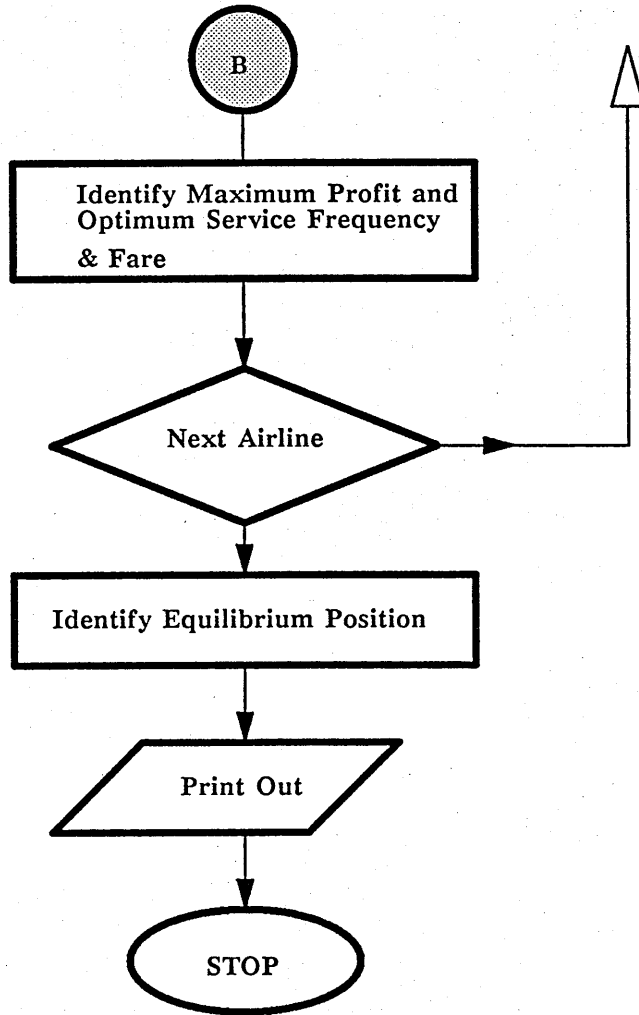 B
Identify Maximum Profit and
Optimum Service Frequency
& Fare
Next Airline
Identify Equilibrium Position
Print Out
STOP